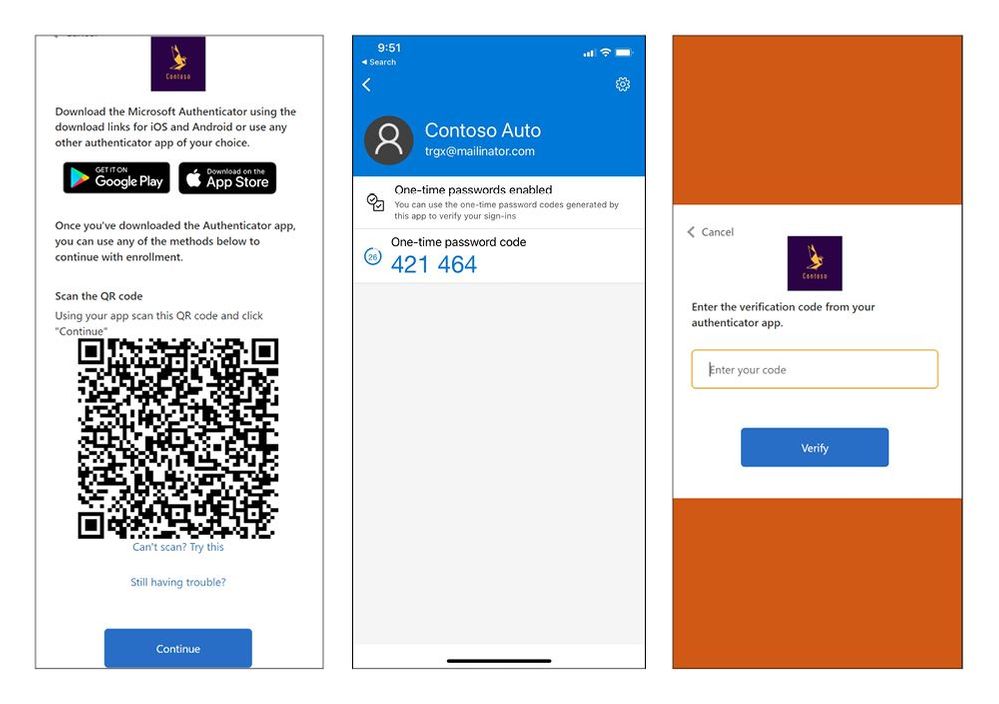 Contoso
Download the Microsoft Authenticator using the
download links for iOS and Android or use any
other authenticator app of your choice.
GET IT ON
Google Play
Download on the
App Store
Once you've downloaded the Authenticator app,
you can use any of the methods below to
continue with enrollment.
Scan the QR code
Using your app scan this QR code and click
"Continue"
Can't scan? Try this
Still having trouble?
Continue
9:51
Search
Contoso Auto
trgx@mailinator.com
One-time passwords enabled
You can use the one-time password codes generated by
this app to verify your sign-ins
One-time password code
26
421 464
Cancel
Contoso
Enter the verification code from your
authenticator app.
Enter your code
Verify